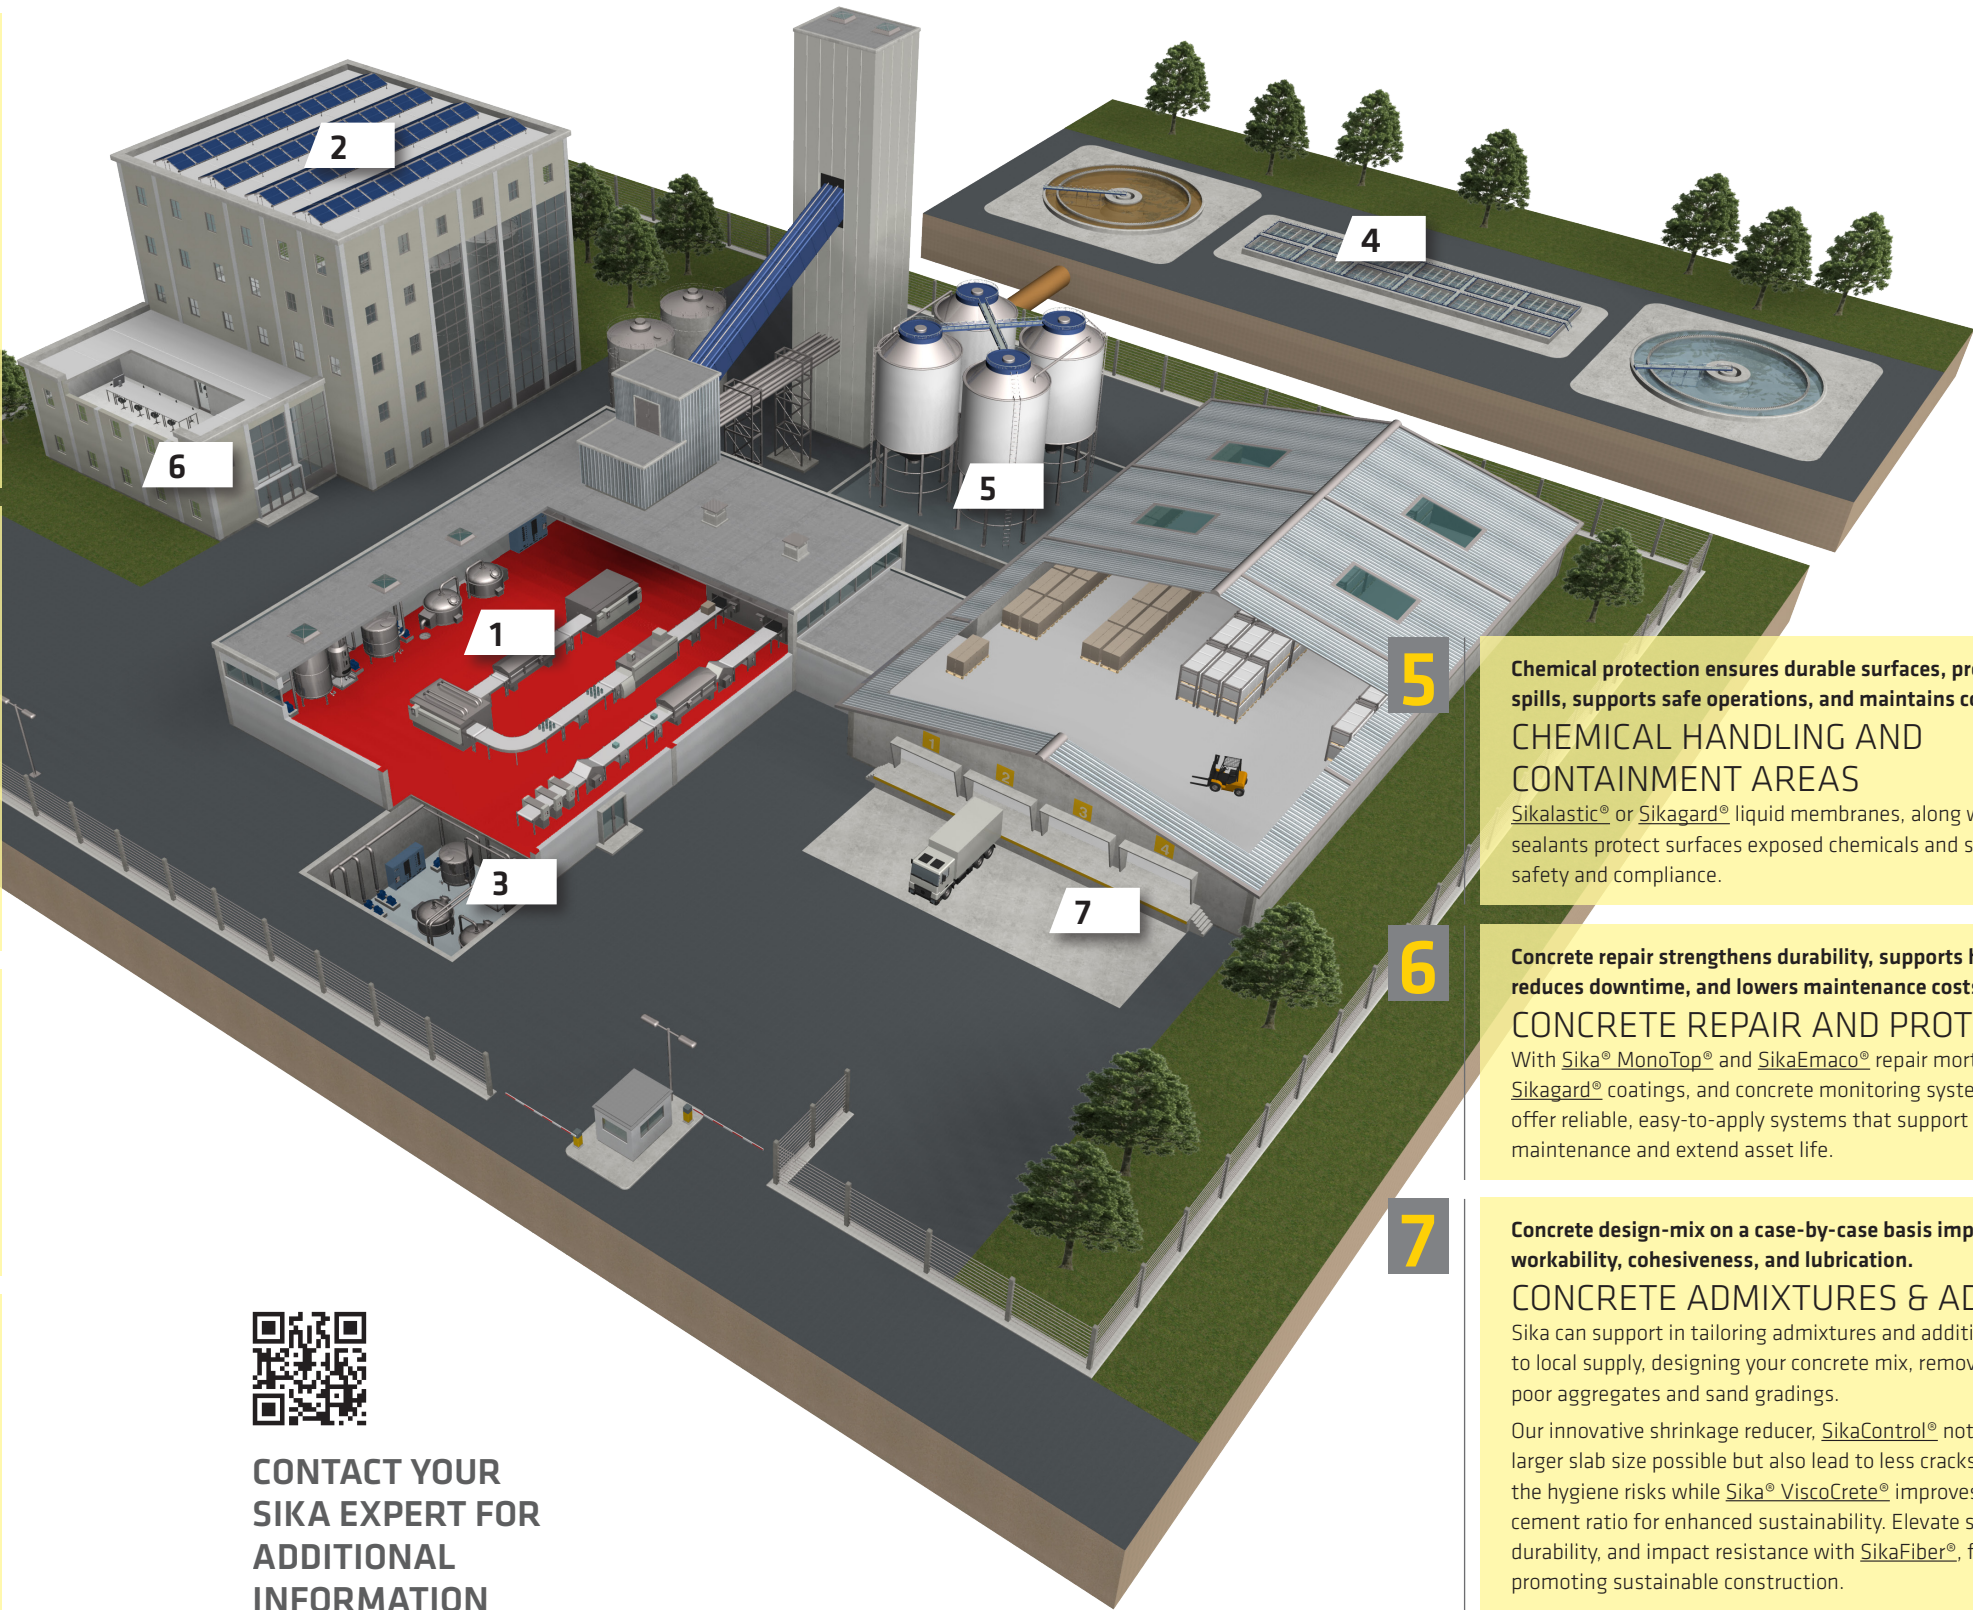 2
4
6
5
1
3
7
1
2
3
4
5
Chemical protection ensures durable surfaces, pr
spills, supports safe operations, and maintains c
CHEMICAL HANDLING AND
CONTAINMENT AREAS
Sikalastic® or Sikagard® liquid membranes, along w
sealants protect surfaces exposed chemicals and s
safety and compliance.
6
Concrete repair strengthens durability, supports h
reduces downtime, and lowers maintenance costs
CONCRETE REPAIR AND PROT
With Sika® MonoTop® and SikaEmaco® repair mort
Sikagard® coatings, and concrete monitoring syste
offer reliable, easy-to-apply systems that support
maintenance and extend asset life.
7
Concrete design-mix on a case-by-case basis imp
workability, cohesiveness, and lubrication.
CONCRETE ADMIXTURES & AD
Sika can support in tailoring admixtures and additi
to local supply, designing your concrete mix, remov
poor aggregates and sand gradings.
Our innovative shrinkage reducer, SikaControl® not
larger slab size possible but also lead to less cracks
the hygiene risks while Sika® ViscoCrete® improves
cement ratio for enhanced sustainability. Elevate s
durability, and impact resistance with SikaFiber®, f
promoting sustainable construction.
CONTACT YOUR
SIKA EXPERT FOR
ADDITIONAL
INFORMATION